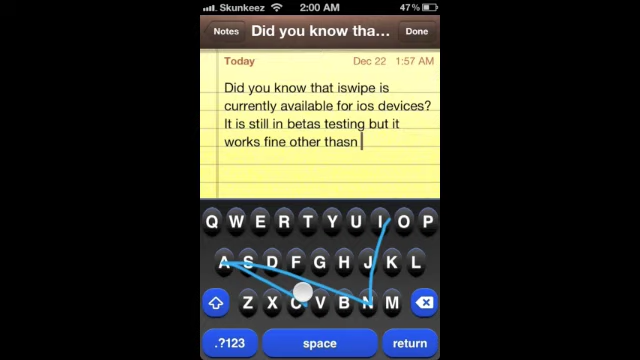 Skunkeez 2:00 AM 47%
Notes Did you know tha... Done
Today Dec 22 1:57 AM
Did you know that iswipe is
currently available for ios devices?
It is still in betas testing but it
works fine other thasn
Q W E R T Y U I O P
A S D F G H J K L
Z X C V B N M
.?123 space return